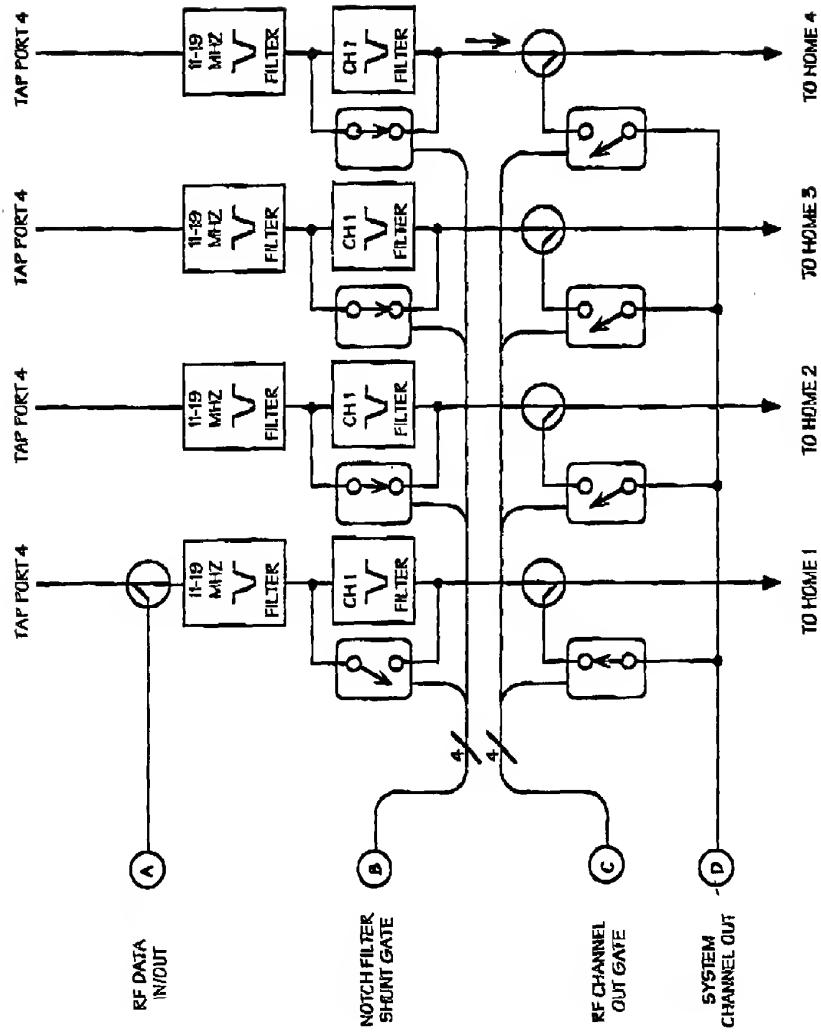 TAP PORT 4
TAP PORT 4
TAP PORT 4
TAP PORT 4
RF DATA
IN/OUT
A
11-19
MHZ
FILTER
11-19
MHZ
FILTER
11-19
MHZ
FILTER
11-19
MHZ
FILTER
NOTCH FILTER
SHUNT GATE
B
CH1
FILTER
CH1
FILTER
CH1
FILTER
CH7
FILTER
4
4
RF CHANNEL
OUT GATE
C
SYSTEM
CHANNEL OUT
D
TO HOME 1
TO HOME 2
TO HOME 3
TO HOME 4